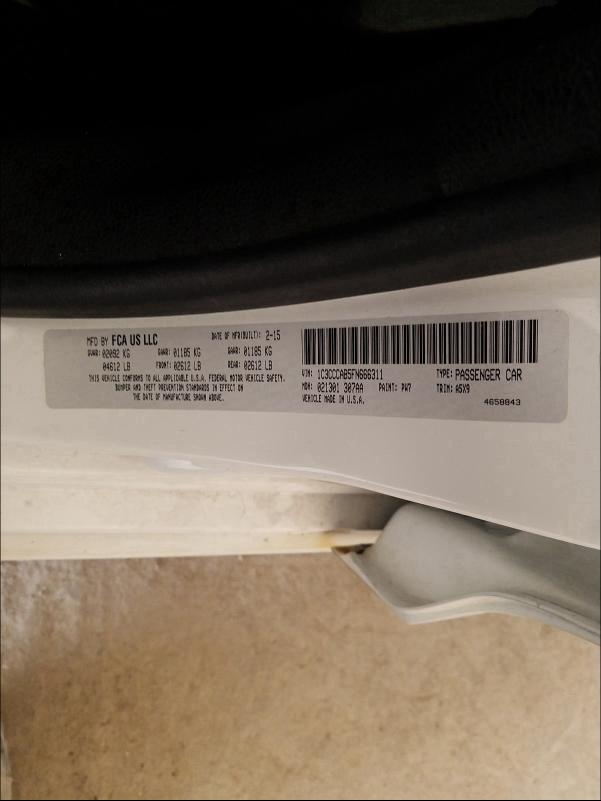 MFD BY FCA US LLC DATE OF MFR(BUILT): 2-15
GVWR: 02092 KG GAWR: 01185 KG GAWR: 01185 KG
04612 LB FRONT: 02612 LB REAR: 02612 LB
THIS VEHICLE CONFORMS TO ALL APPLICABLE U.S.A. FEDERAL MOTOR VEHICLE SAFETY,
BUMPER AND THEFT PREVENTION STANDARDS IN EFFECT ON
THE DATE OF MANUFACTURE SHOWN ABOVE.
VIN: 1C3CCCAB5FN666311 TYPE: PASSENGER CAR
MDH: 021301 307AA PAINT: PW7 TRIM: A5X9
VEHICLE MADE IN U.S.A. 4658843